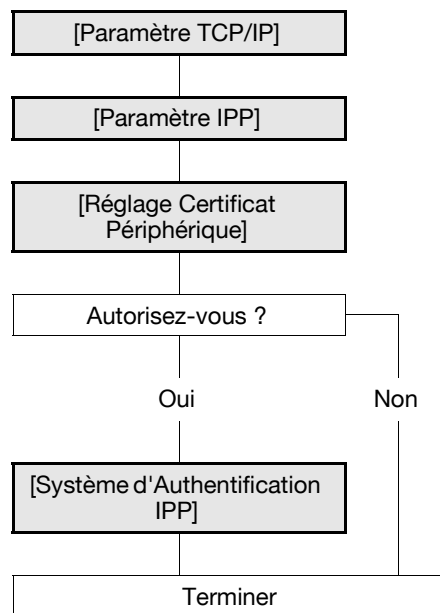 [Paramètre TCP/IP]
[Paramètre IPP]
[Réglage Certificat
Périphérique]
Autorisez-vous ?
Oui
Non
[Système d'Authentification
IPP]
Terminer